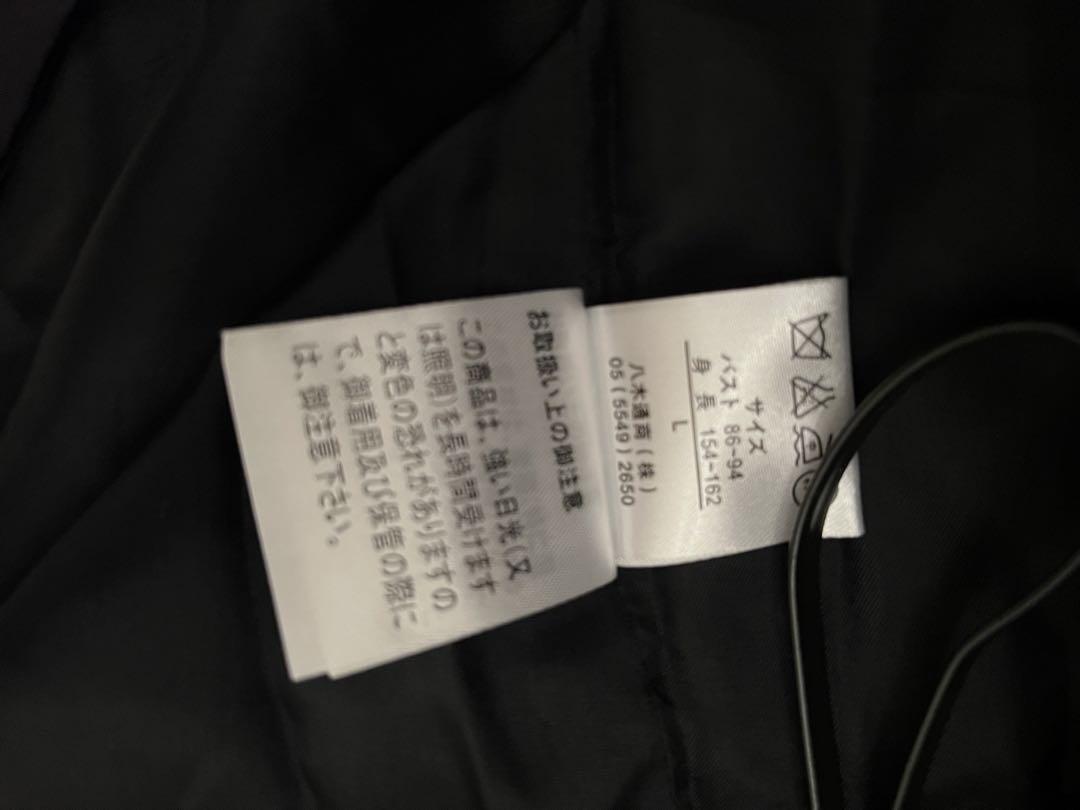 サイズ
バスト 86~94
身 長 154~162
L
八木通商(株)
05(5549)2650
お取扱い上の御注意
この商品は、強い日光(又
は照明)を長時間受けます
と変色の恐れがありますの
で、御着用及び保管の際に
は、御注意下さい。